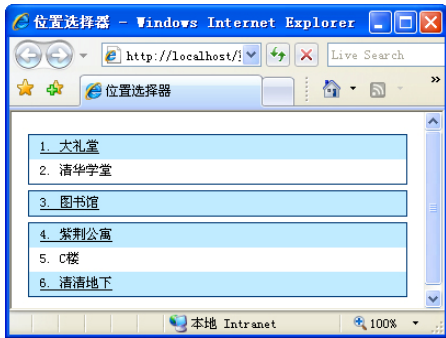 位置选择器 - Windows Internet Explorer
http://localhost/
Live Search
位置选择器
»
1. 大礼堂
2. 清华学堂
3. 图书馆
4. 紫荆公寓
5. C楼
6. 清清地下
本地 Intranet
100%